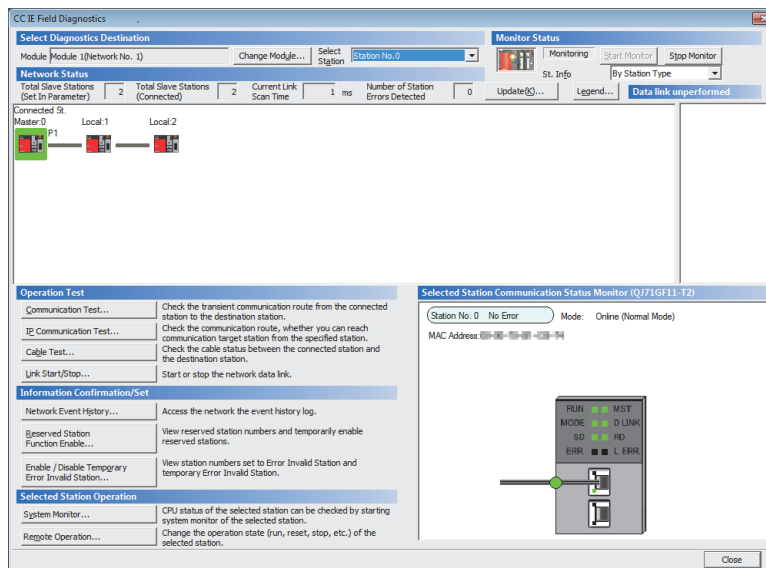 CC IE Field Diagnostics
Select Diagnostics Destination
Module Module 1(Network No. 1)
Change Module...
Select Station
Station No.0
Monitor Status
Monitoring
Start Monitor
Stop Monitor
St. Info
By Station Type
Network Status
Total Slave Stations (Set In Parameter) 2
Total Slave Stations (Connected) 2
Current Link Scan Time 1 ms
Number of Station Errors Detected 0
Update(K)...
Legend...
Data link unperformed
Connected St.
Master:0 Local:1 Local:2
P1
Operation Test
Communication Test...
Check the transient communication route from the connected
station to the destination station.
IP Communication Test...
Check the communication route, whether you can reach
communication target station from the specified station.
Cable Test...
Check the cable status between the connected station and
the destination station.
Link Start/Stop...
Start or stop the network data link.
Information Confirmation/Set
Network Event History...
Access the network the event history log.
Reserved Station
Function Enable...
View reserved station numbers and temporarily enable
reserved stations.
Enable / Disable Temporary
Error Invalid Station...
View station numbers set to Error Invalid Station and
temporary Error Invalid Station.
Selected Station Operation
System Monitor...
CPU status of the selected station can be checked by starting
system monitor of the selected station.
Remote Operation...
Change the operation state (run, reset, stop, etc.) of the
selected station.
Selected Station Communication Status Monitor (QJ71GF11-T2)
Station No. 0 No Error
Mode: Online (Normal Mode)
MAC Address:
RUN MST
MODE D LINK
SD RD
ERR. L ERR.
Close